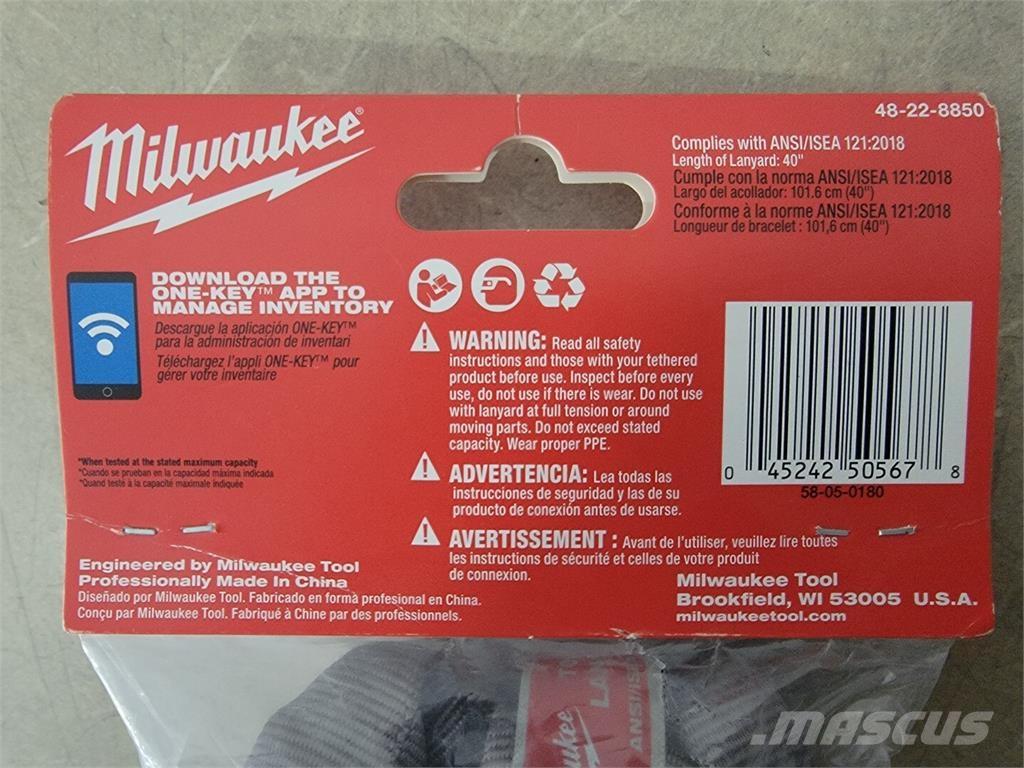 Milwaukee®
48-22-8850
Complies with ANSI/ISEA 121:2018
Length of Lanyard: 40"
Cumple con la norma ANSI/ISEA 121:2018
Largo del acollador: 101.6 cm (40")
Conforme à la norme ANSI/ISEA 121:2018
Longueur de bracelet : 101,6 cm (40")
DOWNLOAD THE
ONE-KEY™ APP TO
MANAGE INVENTORY
Descargue la aplicación ONE-KEY™
para la administración de inventari
Téléchargez l'appli ONE-KEY™ pour
gérer votre inventaire
WARNING: Read all safety
instructions and those with your tethered
product before use. Inspect before every
use, do not use if there is wear. Do not use
with lanyard at full tension or around
moving parts. Do not exceed stated
capacity. Wear proper PPE.
ADVERTENCIA: Lea todas las
instrucciones de seguridad y las de su
producto de conexión antes de usarse.
AVERTISSEMENT : Avant de l'utiliser, veuillez lire toutes
les instructions de sécurité et celles de votre produit
de connexion.
0 45242 50567 8
58-05-0180
*When tested at the stated maximum capacity
*Cuando se prueban en la capacidad máxima indicada
*Quand testé à la capacité maximale indiquée
Engineered by Milwaukee Tool
Professionally Made In China
Diseñado por Milwaukee Tool. Fabricado en forma profesional en China.
Conçu par Milwaukee Tool. Fabriqué à Chine par des professionnels.
Milwaukee Tool
Brookfield, WI 53005 U.S.A.
milwaukeetool.com
ukee
LA
ANSI/ISE
MASCUS